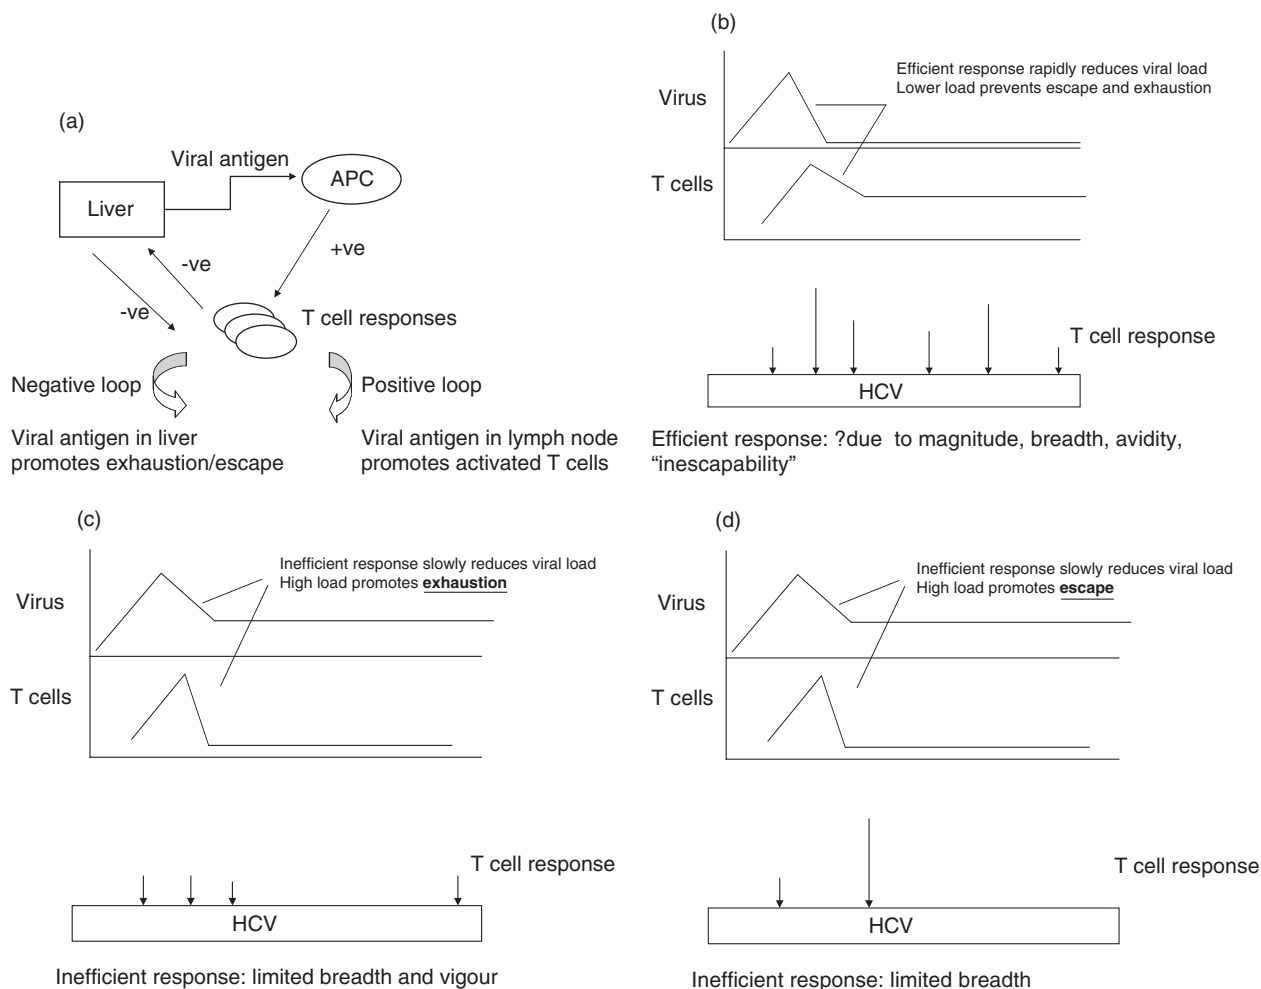 (a)
Viral antigen
APC
Liver
+ve
-ve
-ve
T cell responses
Negative loop
Positive loop
Viral antigen in liver
promotes exhaustion/escape
Viral antigen in lymph node
promotes activated T cells
(b)
Efficient response rapidly reduces viral load
Lower load prevents escape and exhaustion
Virus
T cells
T cell response
HCV
Efficient response: ?due to magnitude, breadth, avidity,
“inescapability”
(c)
Inefficient response slowly reduces viral load
High load promotes exhaustion
Virus
T cells
T cell response
HCV
Inefficient response: limited breadth and vigour
(d)
Inefficient response slowly reduces viral load
High load promotes escape
Virus
T cells
T cell response
HCV
Inefficient response: limited breadth